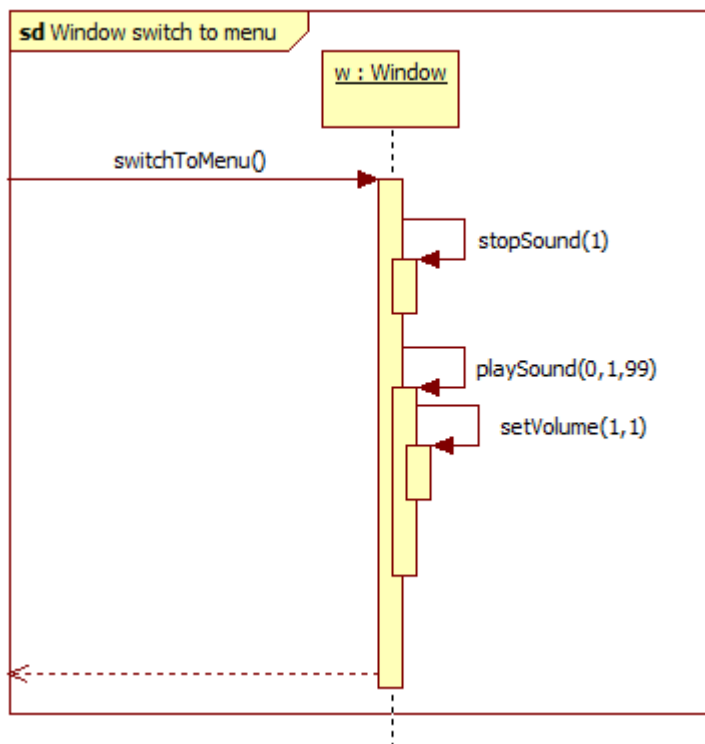 sd Window switch to menu
w : Window
switchToMenu()
stopSound(1)
playSound(0,1,99)
setVolume(1,1)